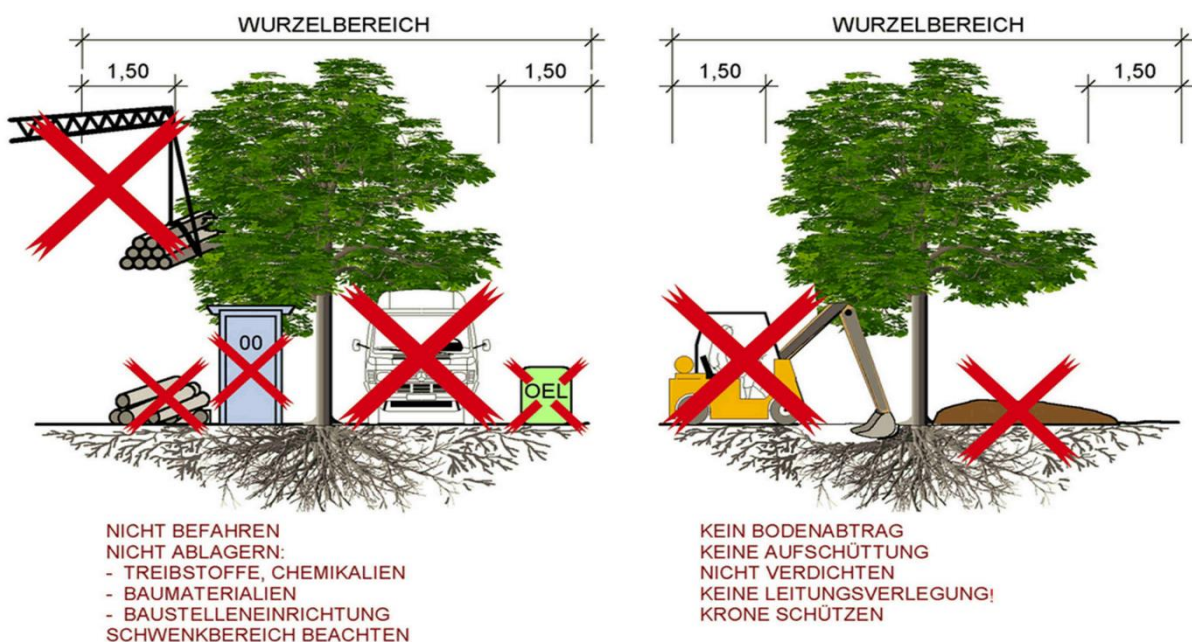 WURZELBEREICH
1,50
1,50
00
OEL
NICHT BEFAHREN
NICHT ABLAGERN:
- TREIBSTOFFE, CHEMIKALIEN
- BAUMATERIALIEN
- BAUSTELLENEINRICHTUNG
SCHWENKBEREICH BEACHTEN
WURZELBEREICH
1,50
1,50
KEIN BODENABTRAG
KEINE AUFSCHÜTTUNG
NICHT VERDICHTEN
KEINE LEITUNGSVERLEGUNG!
KRONE SCHÜTZEN